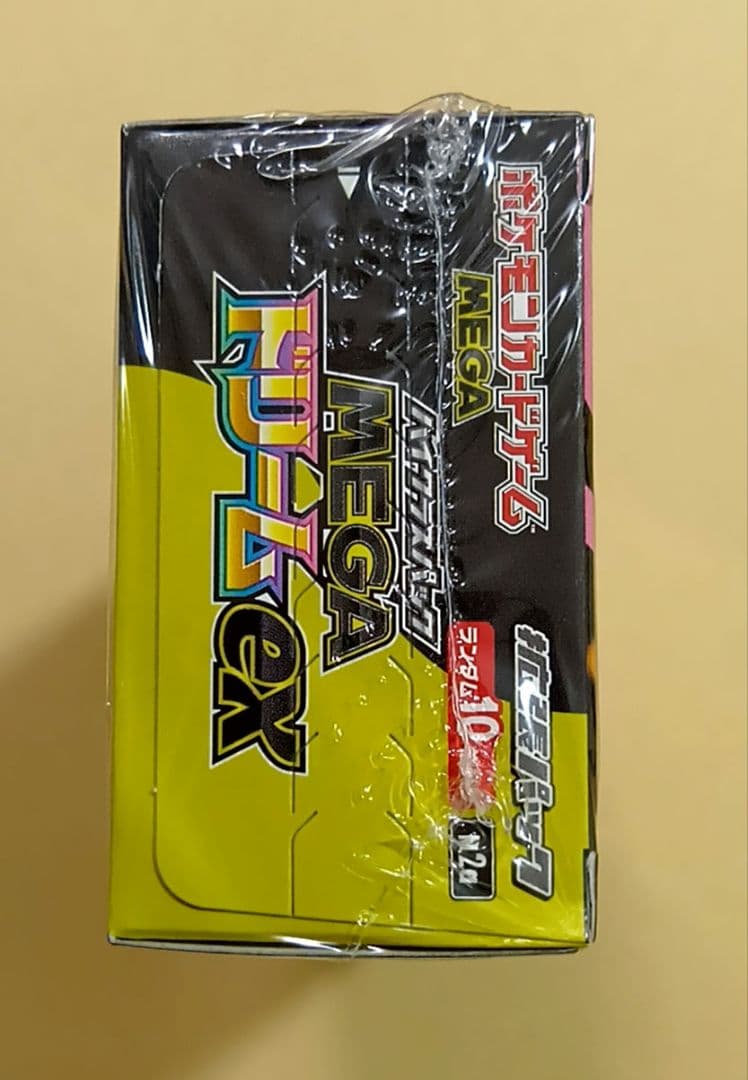 ポケモンカードゲーム
MEGA
拡張パック
ランダム10
ハイクラスパック
MEGA
ドリームex